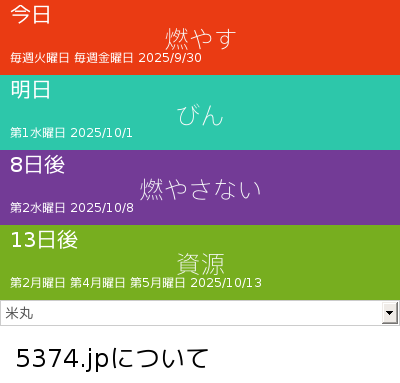 今日
燃やす
毎週火曜日 毎週金曜日 2025/9/30
明日
びん
第1水曜日 2025/10/1
8日後
燃やさない
第2水曜日 2025/10/8
13日後
資源
第2月曜日 第4月曜日 第5月曜日 2025/10/13
米丸
5374.jpについて